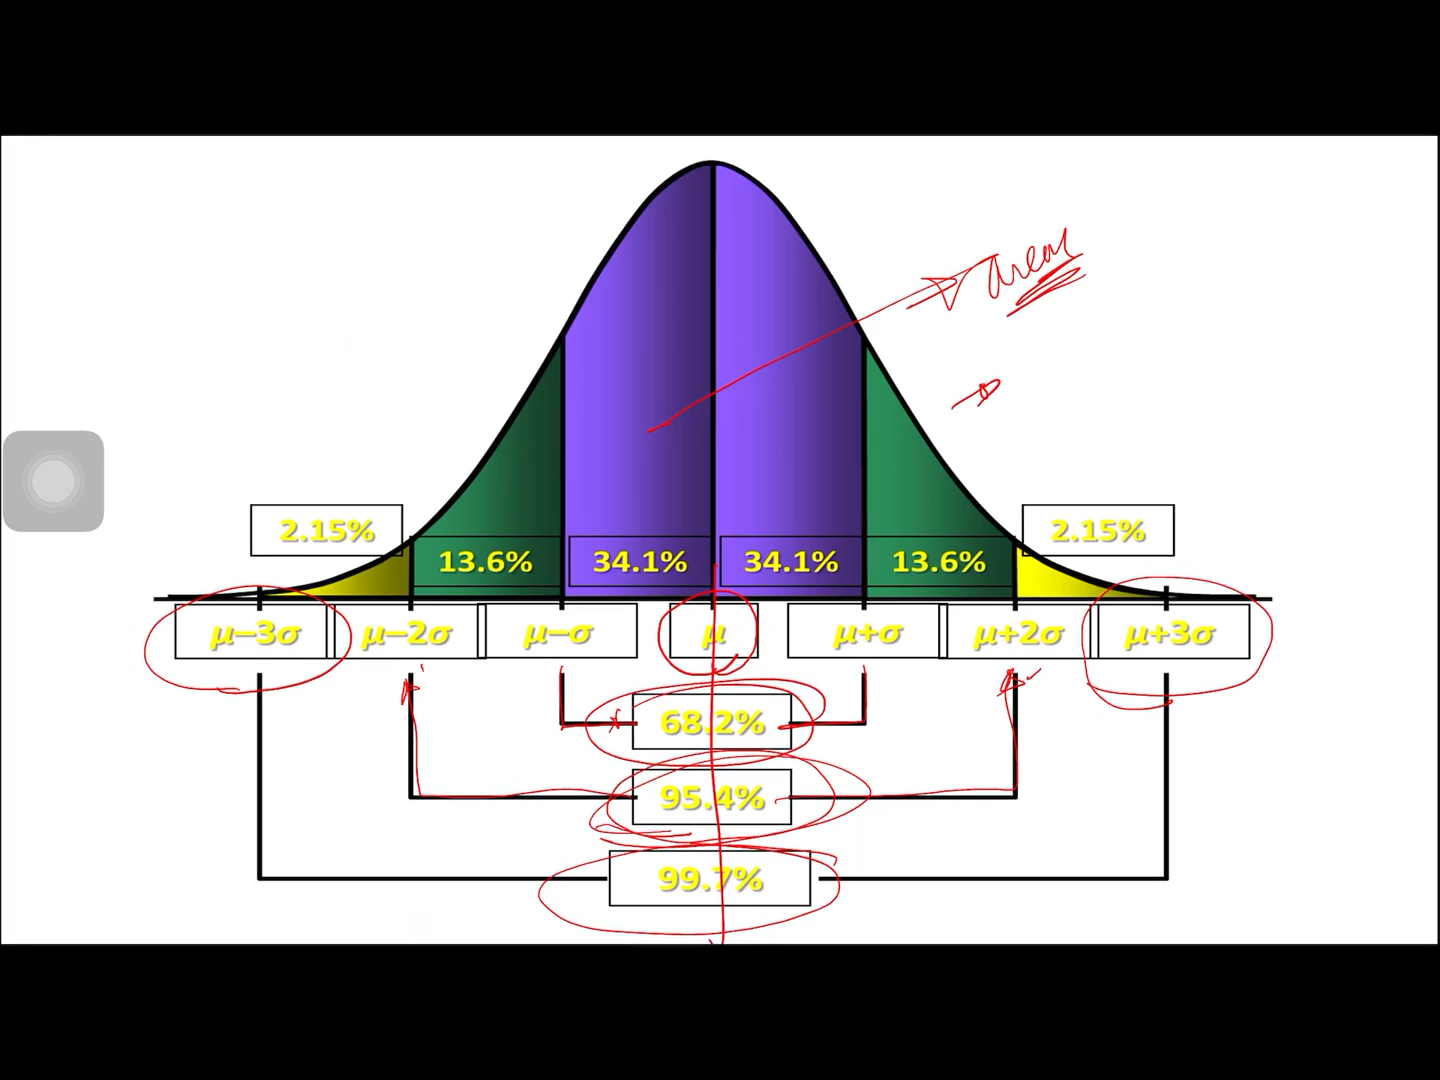 area
2.15% 2.15%
13.6% 34.1% 34.1% 13.6%
μ−3σ μ−2σ μ−σ μ μ+σ μ+2σ μ+3σ
68.2%
95.4%
99.7%